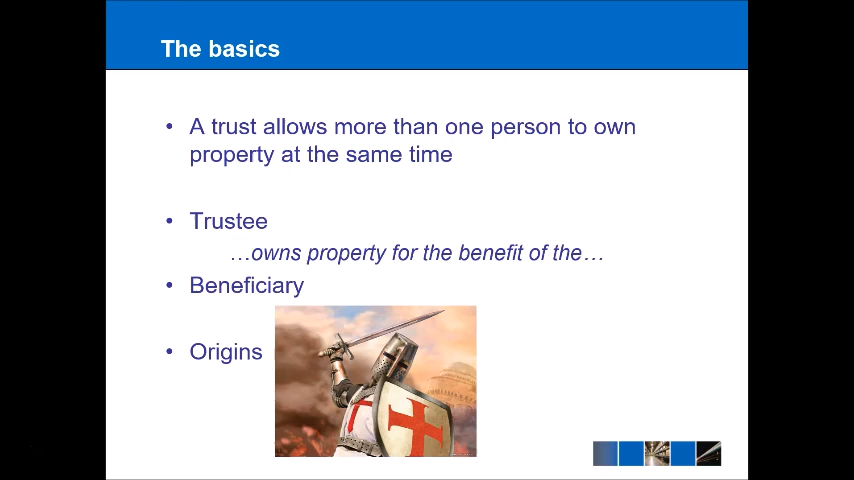 The basics
• A trust allows more than one person to own
property at the same time
• Trustee
…owns property for the benefit of the…
• Beneficiary
• Origins